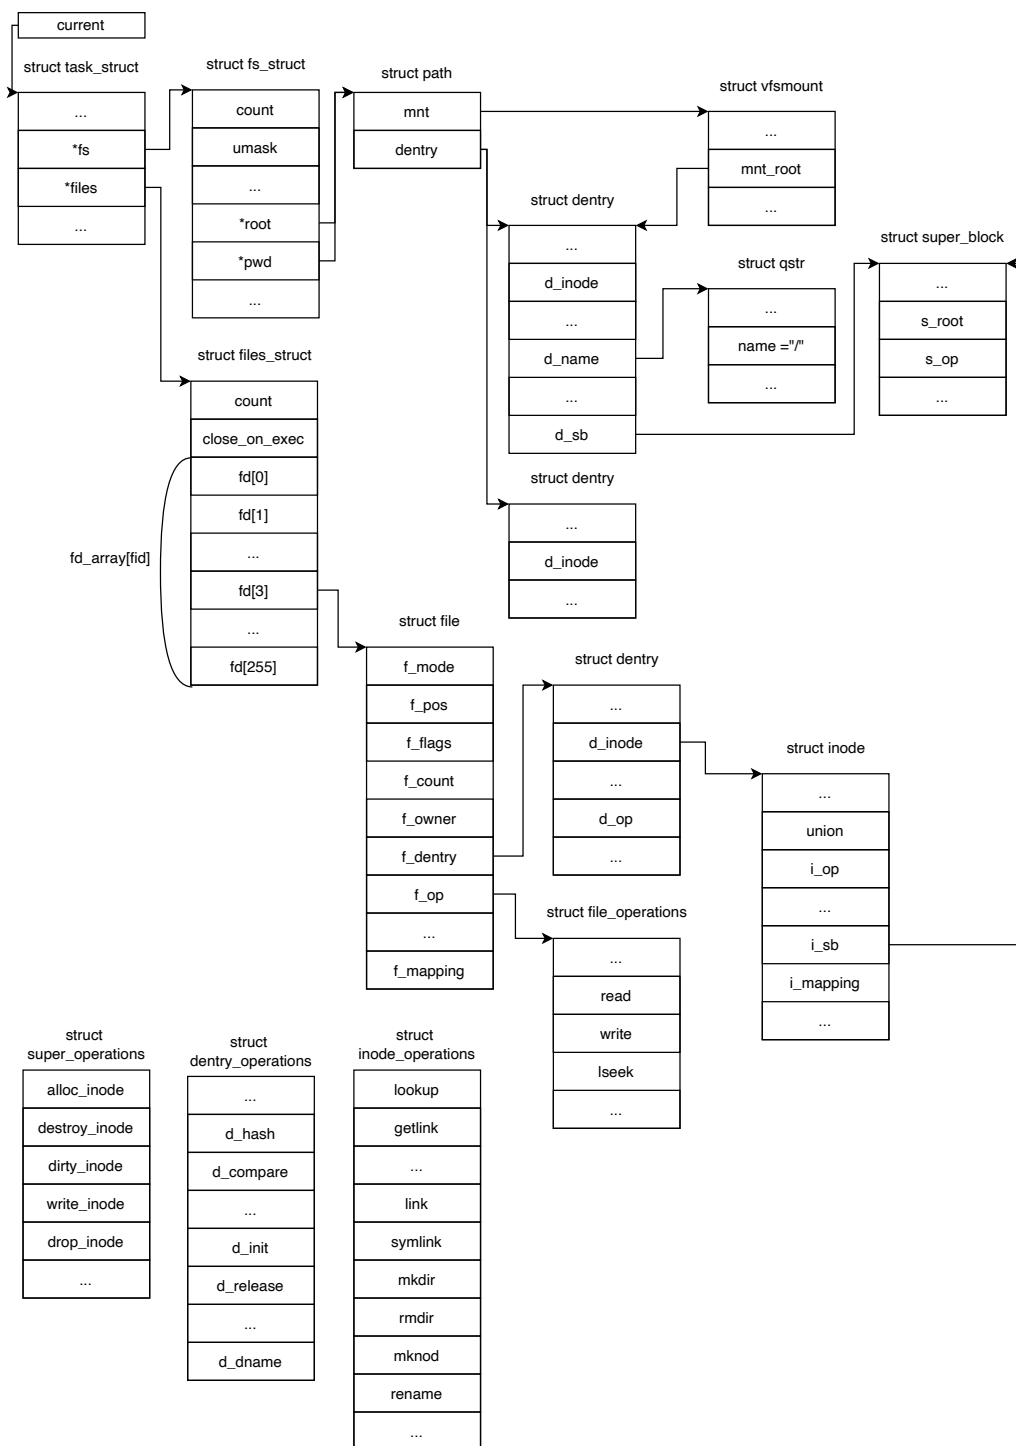 current
struct task_struct
...
*fs
*files
...
struct fs_struct
count
umask
...
*root
*pwd
...
struct path
mnt
dentry
struct vfsmount
...
mnt_root
...
struct dentry
...
d_inode
...
d_name
...
d_sb
struct qstr
...
name ="/"
...
struct super_block
...
s_root
s_op
...
struct files_struct
count
close_on_exec
fd[0]
fd[1]
...
fd[3]
...
fd[255]
fd_array[fid]
struct dentry
...
d_inode
...
struct file
f_mode
f_pos
f_flags
f_count
f_owner
f_dentry
f_op
...
f_mapping
struct dentry
...
d_inode
...
d_op
...
struct inode
...
union
i_op
...
i_sb
i_mapping
...
struct file_operations
...
read
write
lseek
...
struct
super_operations
alloc_inode
destroy_inode
dirty_inode
write_inode
drop_inode
...
struct
dentry_operations
...
d_hash
d_compare
...
d_init
d_release
...
d_dname
struct
inode_operations
lookup
getlink
...
link
symlink
mkdir
rmdir
mknod
rename
...